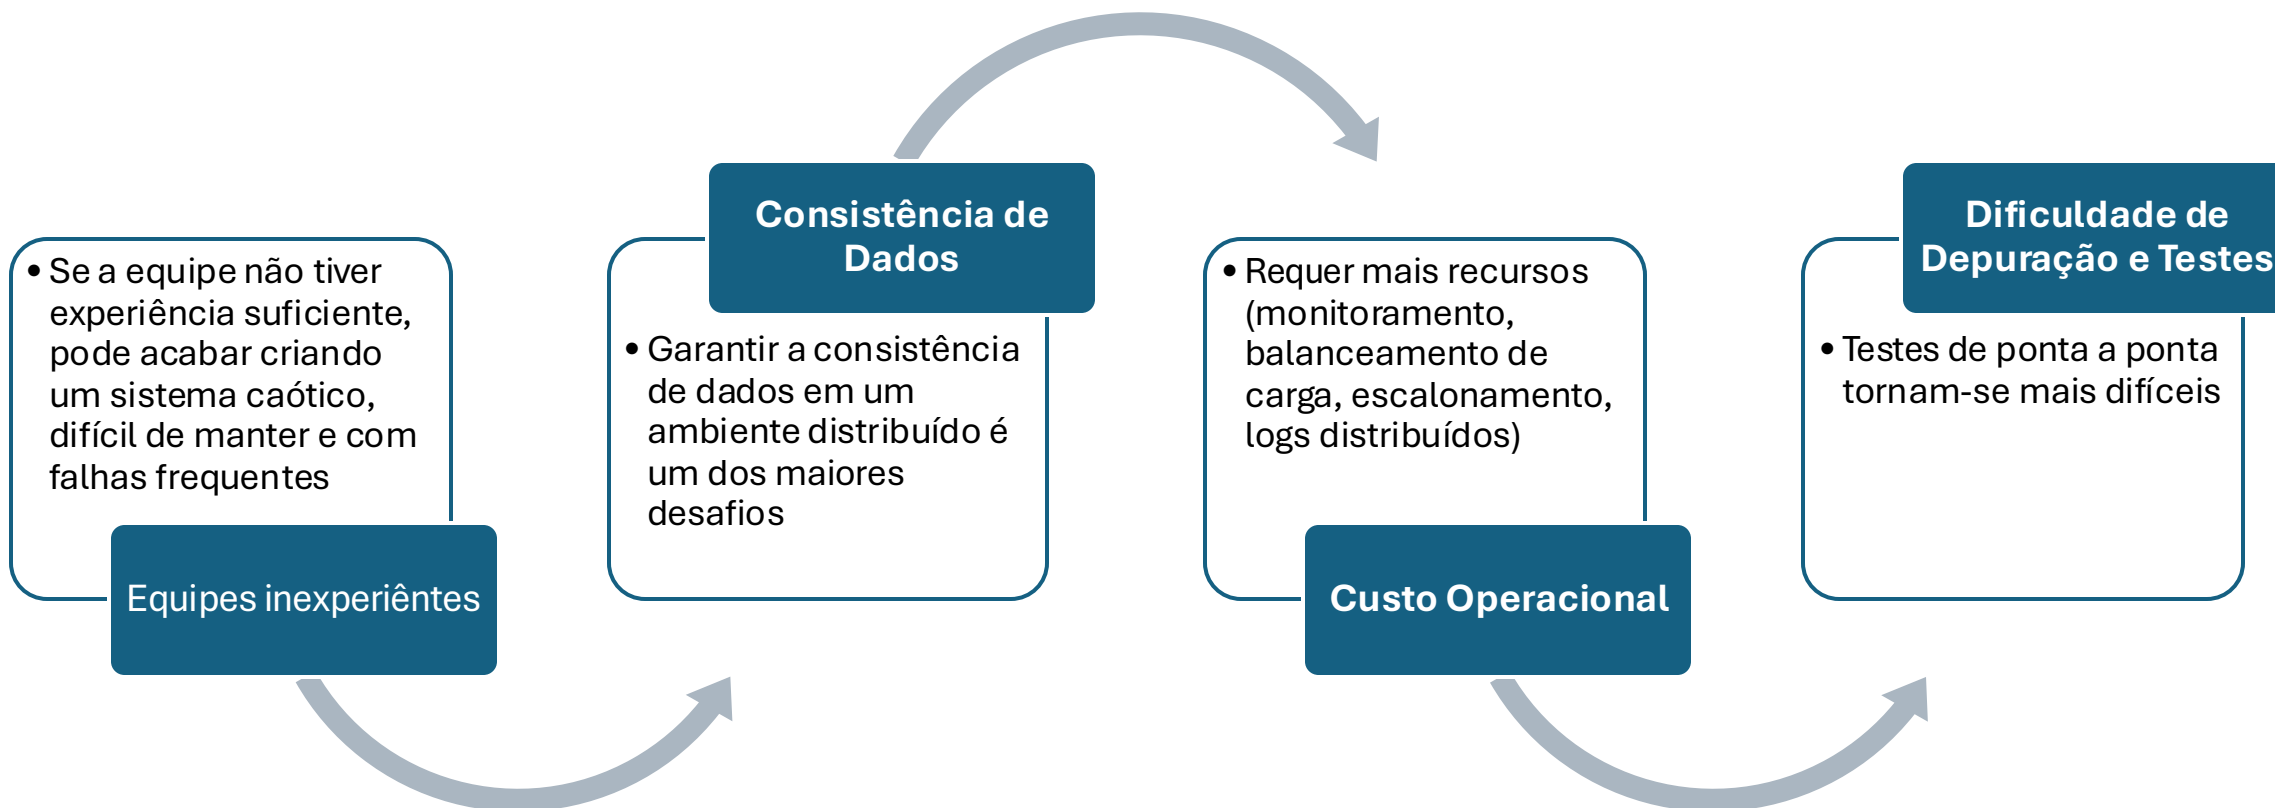 • Se a equipe não tiver
experiência suficiente,
pode acabar criando
um sistema caótico,
difícil de manter e com
falhas frequentes
Equipes inexperiêntes
Consistência de
Dados
• Garantir a consistência
de dados em um
ambiente distribuído é
um dos maiores
desafios
• Requer mais recursos
(monitoramento,
balanceamento de
carga, escalonamento,
logs distribuídos)
Custo Operacional
Dificuldade de
Depuração e Testes
• Testes de ponta a ponta
tornam-se mais difíceis